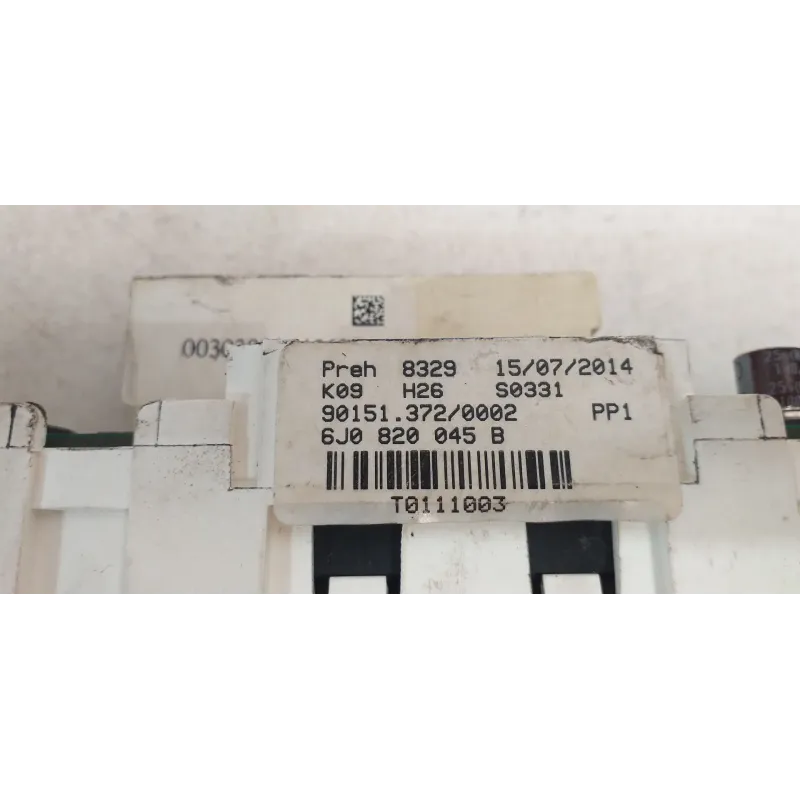 Preh 8329 15/07/2014
K09 H26 S0331
90151.372/0002 PP1
6J0 820 045 B
T0111003